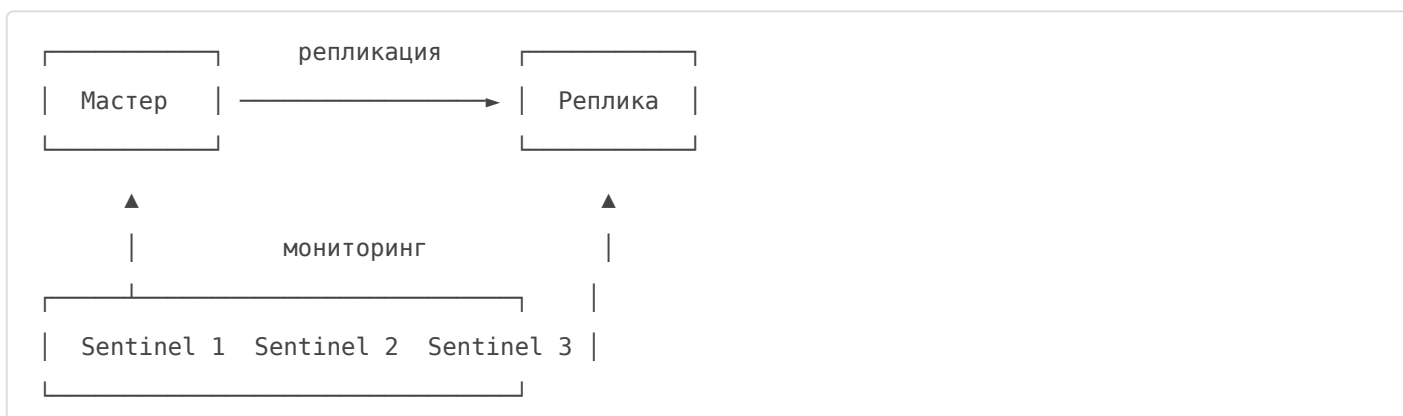 репликация
Мастер Реплика
мониторинг
Sentinel 1 Sentinel 2 Sentinel 3